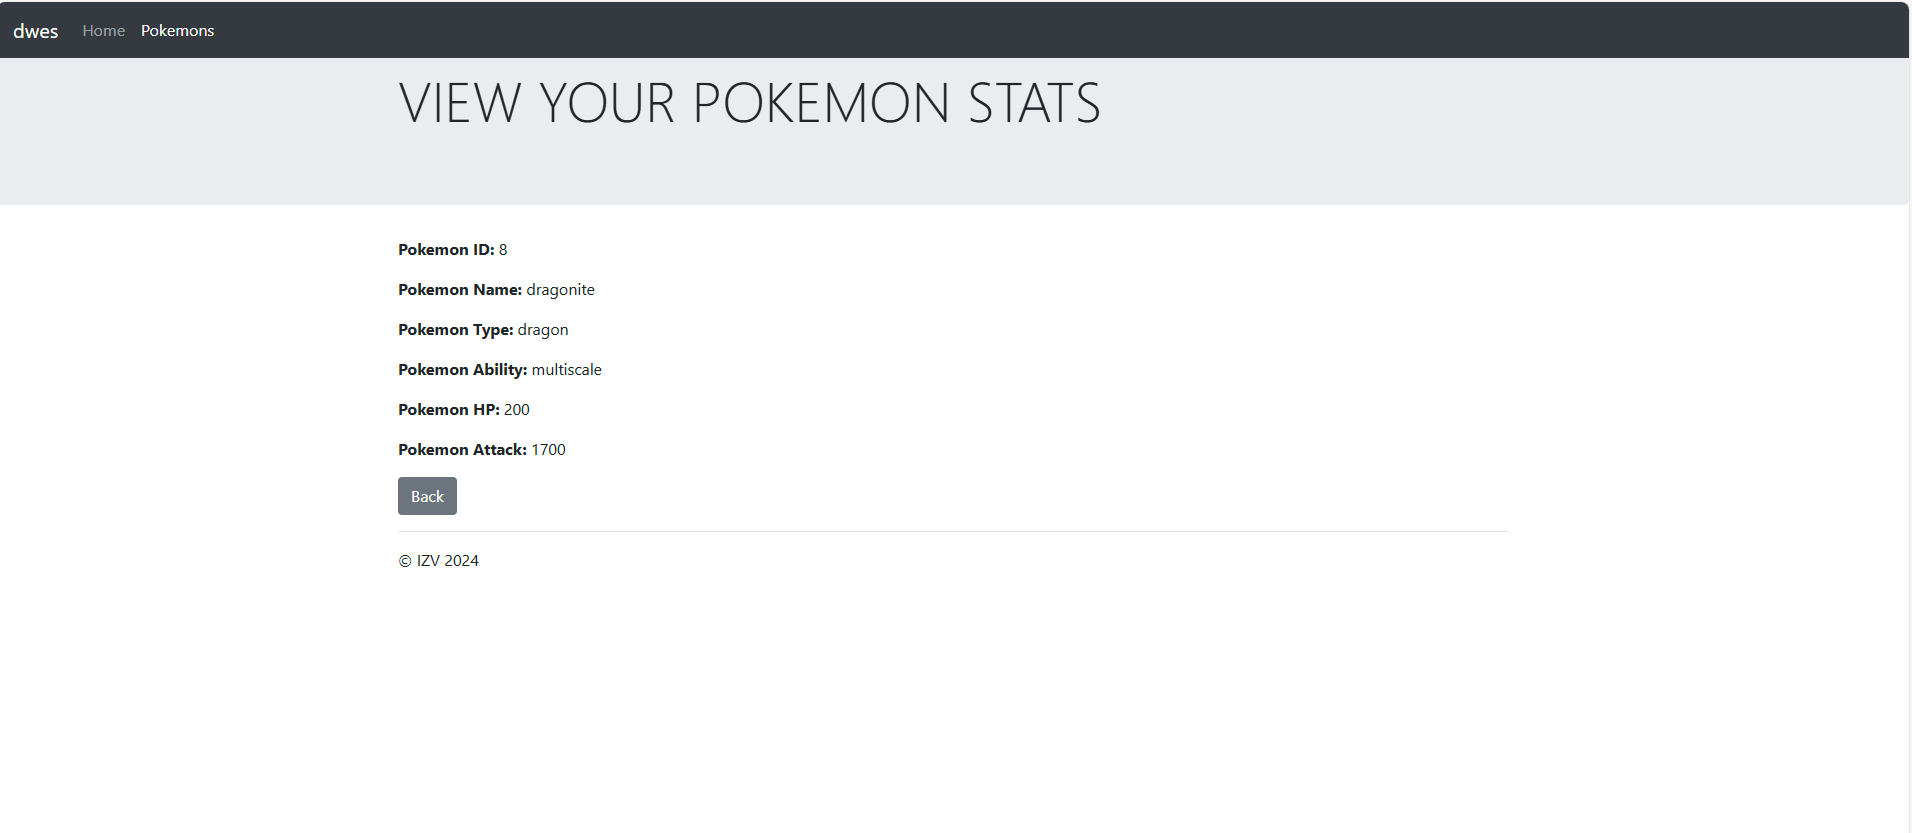 dwes Home Pokemons
VIEW YOUR POKEMON STATS
Pokemon ID: 8
Pokemon Name: dragonite
Pokemon Type: dragon
Pokemon Ability: multiscale
Pokemon HP: 200
Pokemon Attack: 1700
Back
© IZV 2024